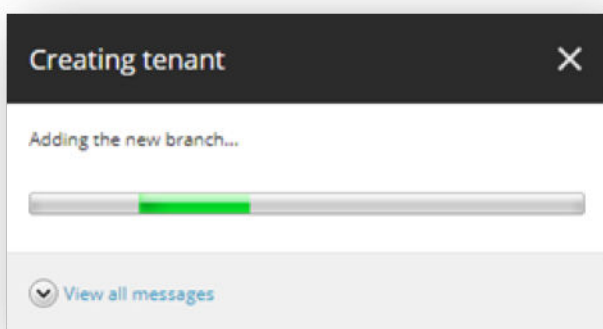 Creating tenant
Adding the new branch...
View all messages